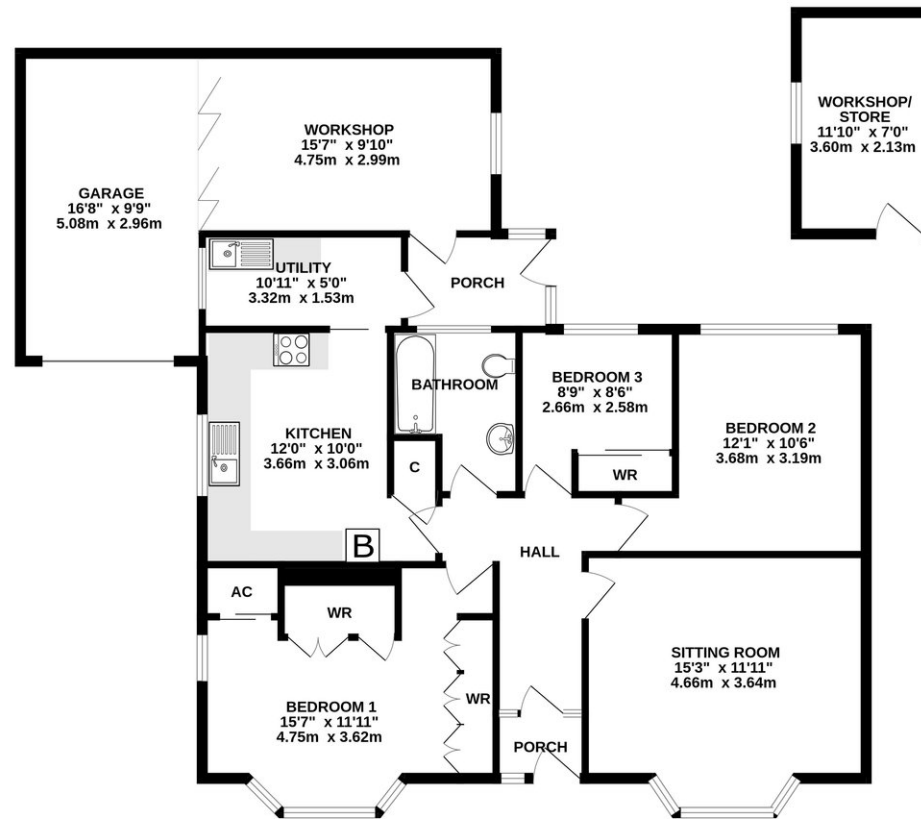 WORKSHOP/
STORE
11'10" x 7'0"
3.60m x 2.13m
WORKSHOP
15'7" x 9'10"
4.75m x 2.99m
GARAGE
16'8" x 9'9"
5.08m x 2.96m
UTILITY
10'11" x 5'0"
3.32m x 1.53m
PORCH
BATHROOM
BEDROOM 3
8'9" x 8'6"
2.66m x 2.58m
BEDROOM 2
12'1" x 10'6"
3.68m x 3.19m
KITCHEN
12'0" x 10'0"
3.66m x 3.06m
C
WR
B
HALL
AC
WR
WR
BEDROOM 1
15'7" x 11'11"
4.75m x 3.62m
SITTING ROOM
15'3" x 11'11"
4.66m x 3.64m
PORCH